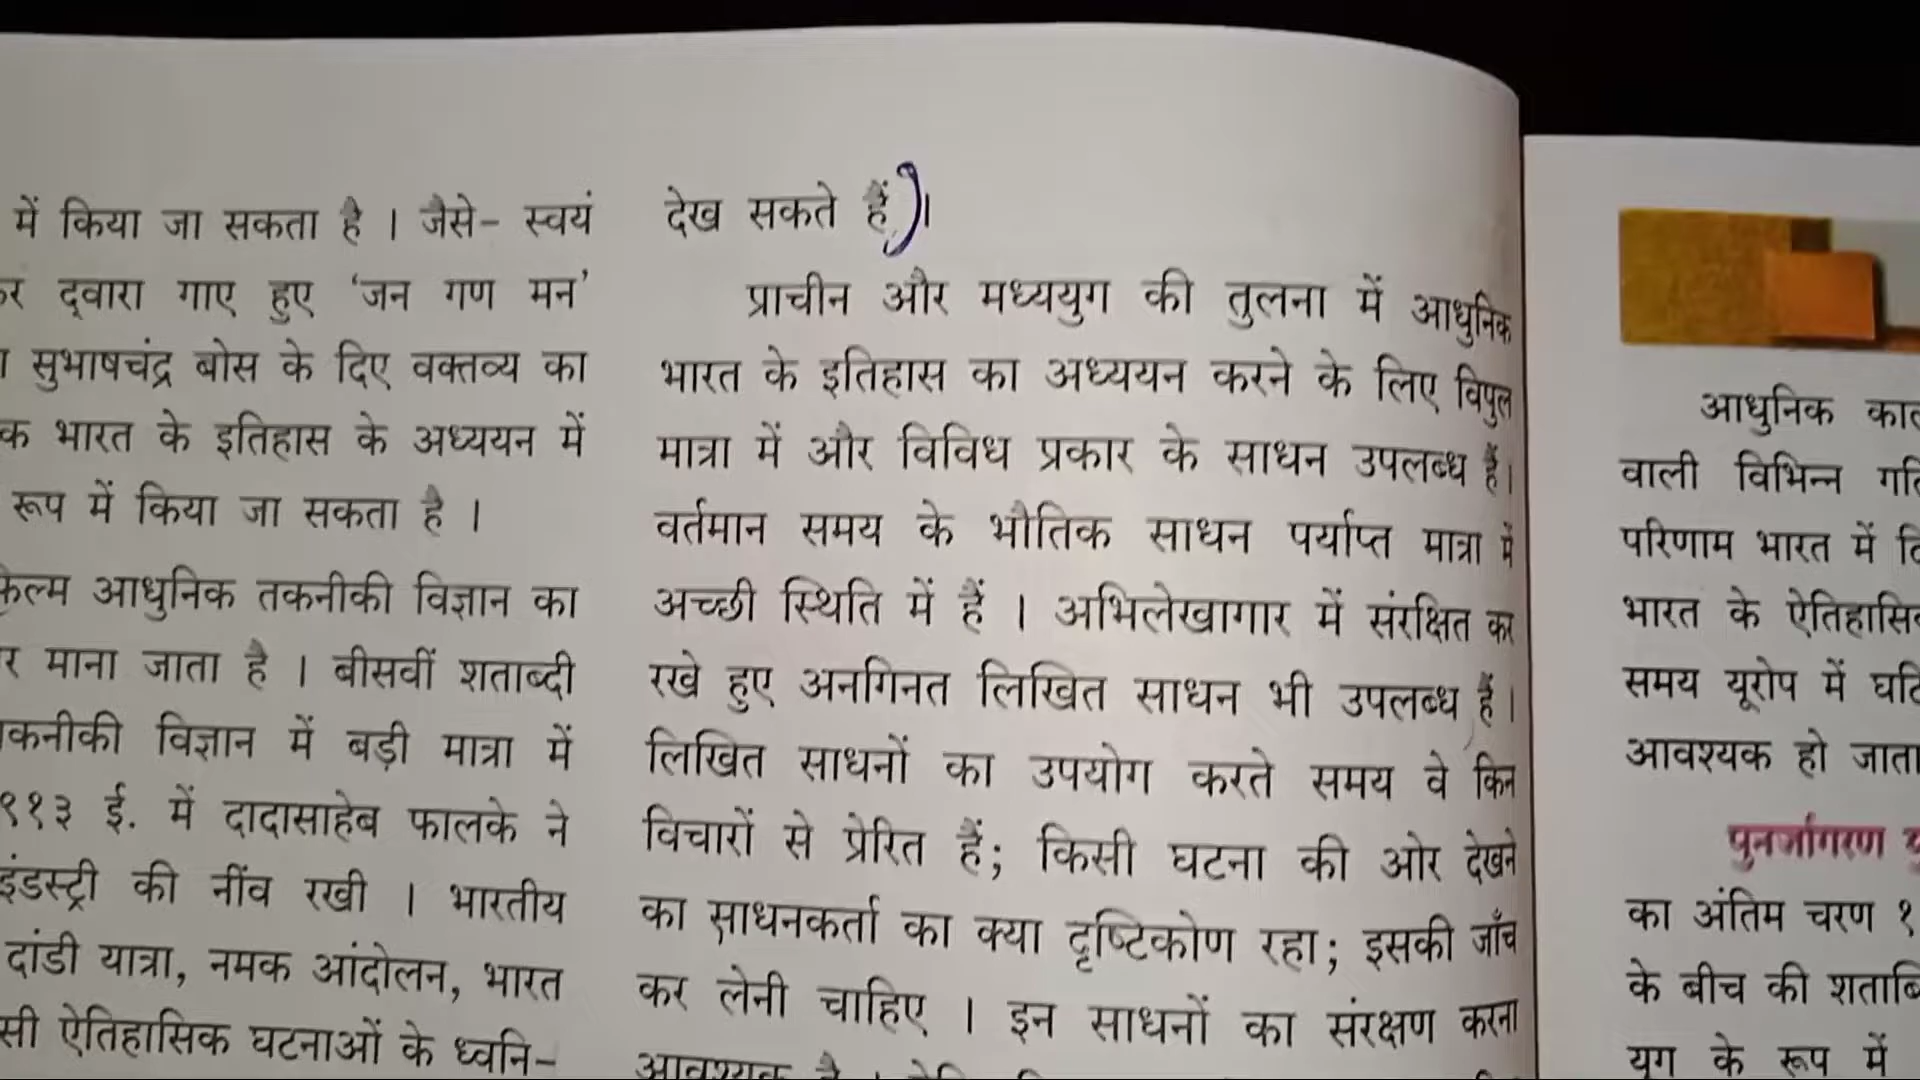 में किया जा सकता है । जैसे- स्वयं
द्वारा गाए हुए ‘जन गण मन’
सुभाषचंद्र बोस के दिए वक्तव्य का
भारत के इतिहास के अध्ययन में
रूप में किया जा सकता है ।
आधुनिक तकनीकी विज्ञान का
माना जाता है । बीसवीं शताब्दी
विज्ञान में बड़ी मात्रा में
ई. में दादासाहेब फालके ने
इंडस्ट्री की नींव रखी । भारतीय
दांडी यात्रा, नमक आंदोलन, भारत
ऐतिहासिक घटनाओं के ध्वनि-
देख सकते हैं ।
प्राचीन और मध्ययुग की तुलना में आधुनिक
भारत के इतिहास का अध्ययन करने के लिए विपुल
मात्रा में और विविध प्रकार के साधन उपलब्ध हैं।
वर्तमान समय के भौतिक साधन पर्याप्त मात्रा में
अच्छी स्थिति में हैं । अभिलेखागार में संरक्षित कर
रखे हुए अनगिनत लिखित साधन भी उपलब्ध हैं।
लिखित साधनों का उपयोग करते समय वे किन
विचारों से प्रेरित हैं; किसी घटना की ओर देखने
का साधनकर्ता का क्या दृष्टिकोण रहा; इसकी जाँच
कर लेनी चाहिए । इन साधनों का संरक्षण करना
आवश्यक है ।
आधुनिक
वाली विभिन्न
परिणाम भारत में
भारत के
समय यूरोप में
आवश्यक हो जाता
पुनर्जागरण
का अंतिम चरण
के बीच की
युग के रूप में